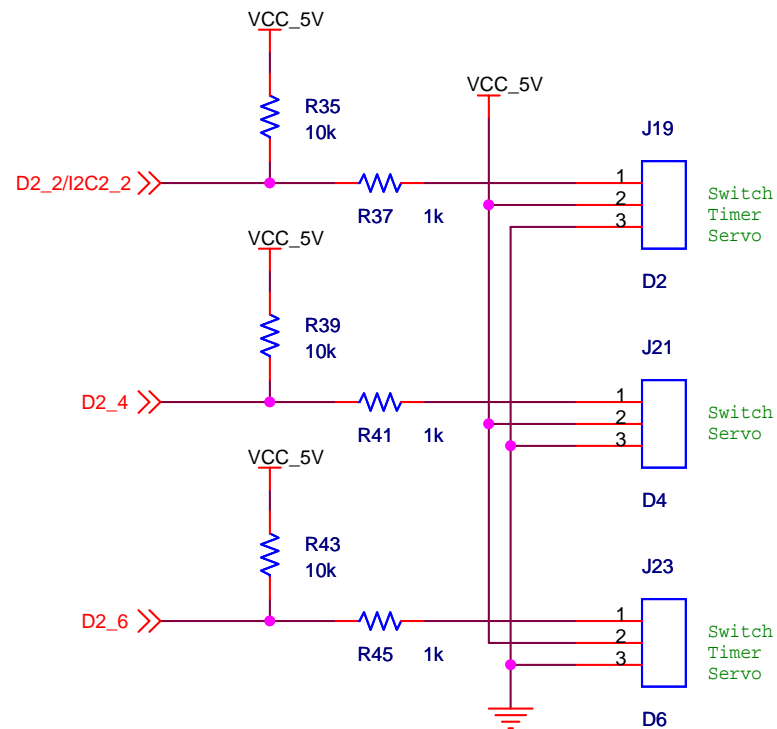 VCC_5V
VCC_5V
R35
10k
J19
D2_2/I2C2_2
R37 1k
1
2
3
Switch
Timer
Servo
VCC_5V
D2
R39
10k
J21
D2_4
R41 1k
1
2
3
Switch
Servo
VCC_5V
D4
R43
10k
J23
D2_6
R45 1k
1
2
3
Switch
Timer
Servo
D6